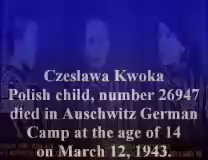 Czeslawa Kwoka
Polish child, number 26947
died in Auschwitz German
Camp at the age of 14
on March 12, 1943.